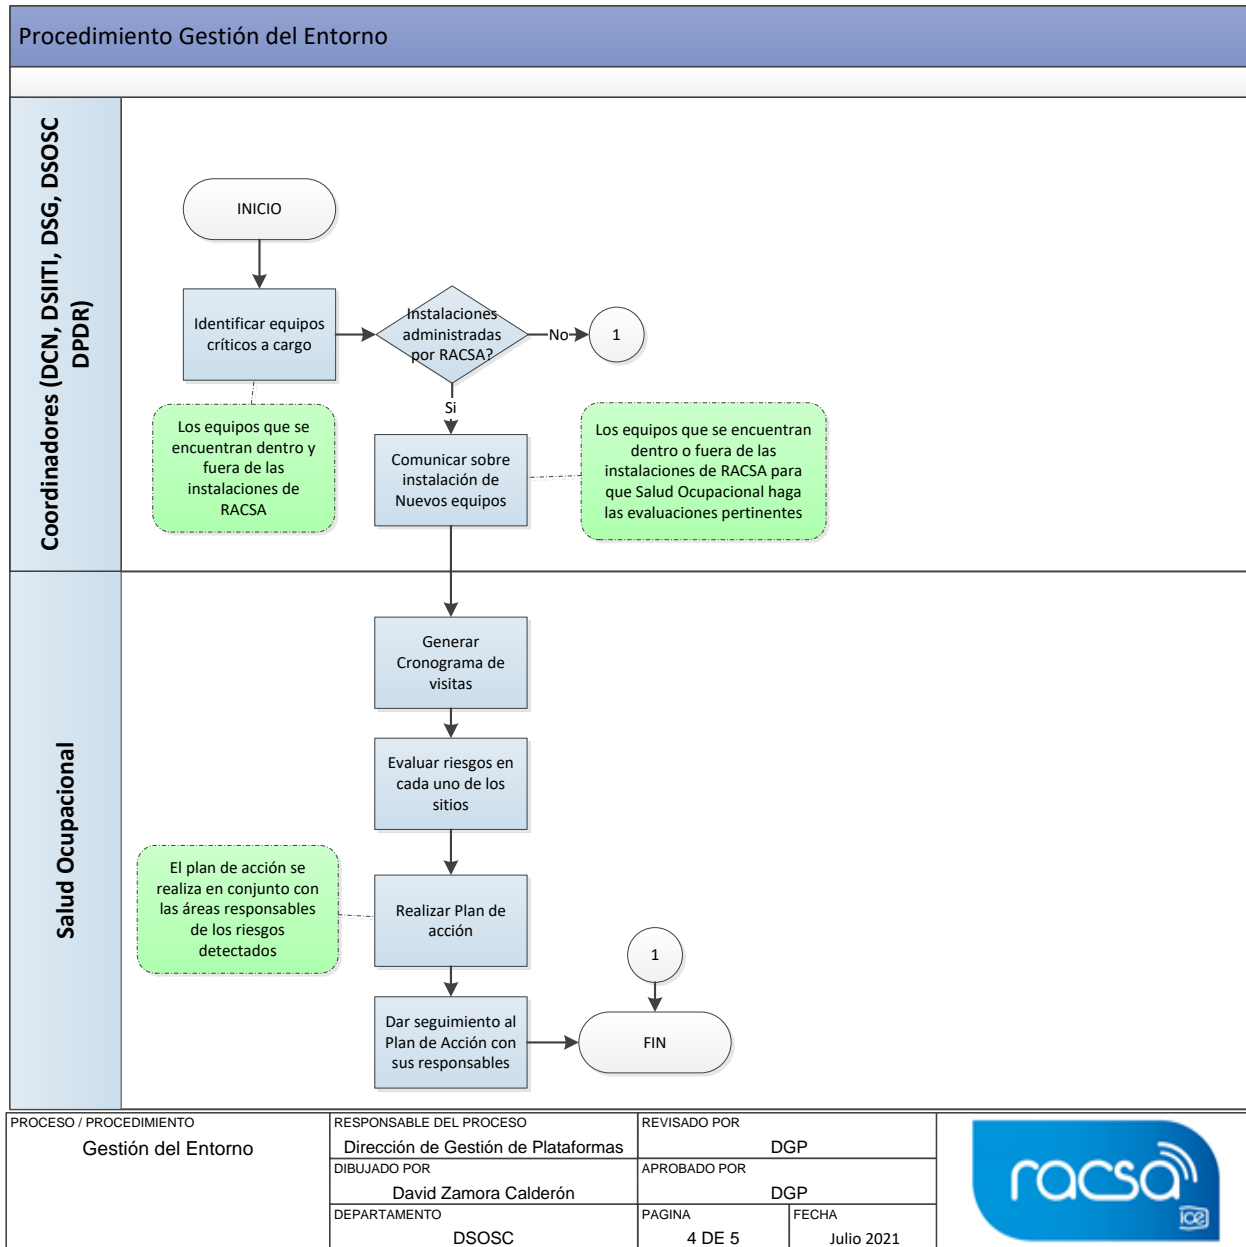 Procedimiento Gestión del Entorno
Coordinadores (DCN, DSIITI, DSG, DSOSC
DPDR)
INICIO
Identificar equipos
críticos a cargo
Instalaciones
administradas
por RACSA?
No
1
Si
Los equipos que se
encuentran dentro y
fuera de las
instalaciones de
RACSA
Comunicar sobre
instalación de
Nuevos equipos
Los equipos que se encuentran
dentro o fuera de las
instalaciones de RACSA para
que Salud Ocupacional haga
las evaluaciones pertinentes
Salud Ocupacional
Generar
Cronograma de
visitas
Evaluar riesgos en
cada uno de los
sitios
El plan de acción se
realiza en conjunto con
las áreas responsables
de los riesgos
detectados
Realizar Plan de
acción
1
Dar seguimiento al
Plan de Acción con
sus responsables
FIN
PROCESO / PROCEDIMIENTO
Gestión del Entorno
RESPONSABLE DEL PROCESO
Dirección de Gestión de Plataformas
REVISADO POR
DGP
DIBUJADO POR
David Zamora Calderón
APROBADO POR
DGP
DEPARTAMENTO
DSOSC
PAGINA
4 DE 5
FECHA
Julio 2021
racsa
ice